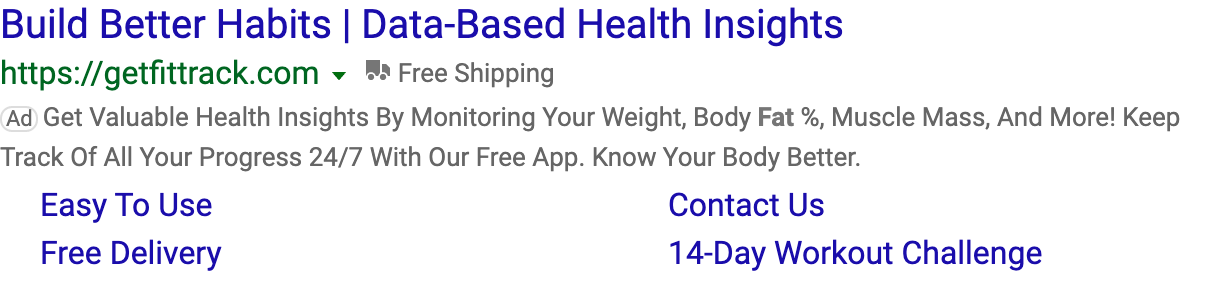 Build Better Habits | Data-Based Health Insights
https://getfittrack.com Free Shipping
Ad Get Valuable Health Insights By Monitoring Your Weight, Body Fat %, Muscle Mass, And More! Keep
Track Of All Your Progress 24/7 With Our Free App. Know Your Body Better.
Easy To Use Contact Us
Free Delivery 14-Day Workout Challenge